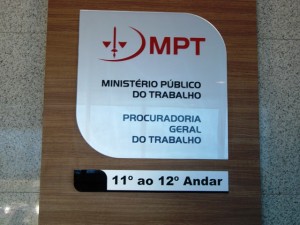 MPT
MINISTÉRIO PÚBLICO
DO TRABALHO
PROCURADORIA
GERAL
DO TRABALHO
11º ao 12º Andar